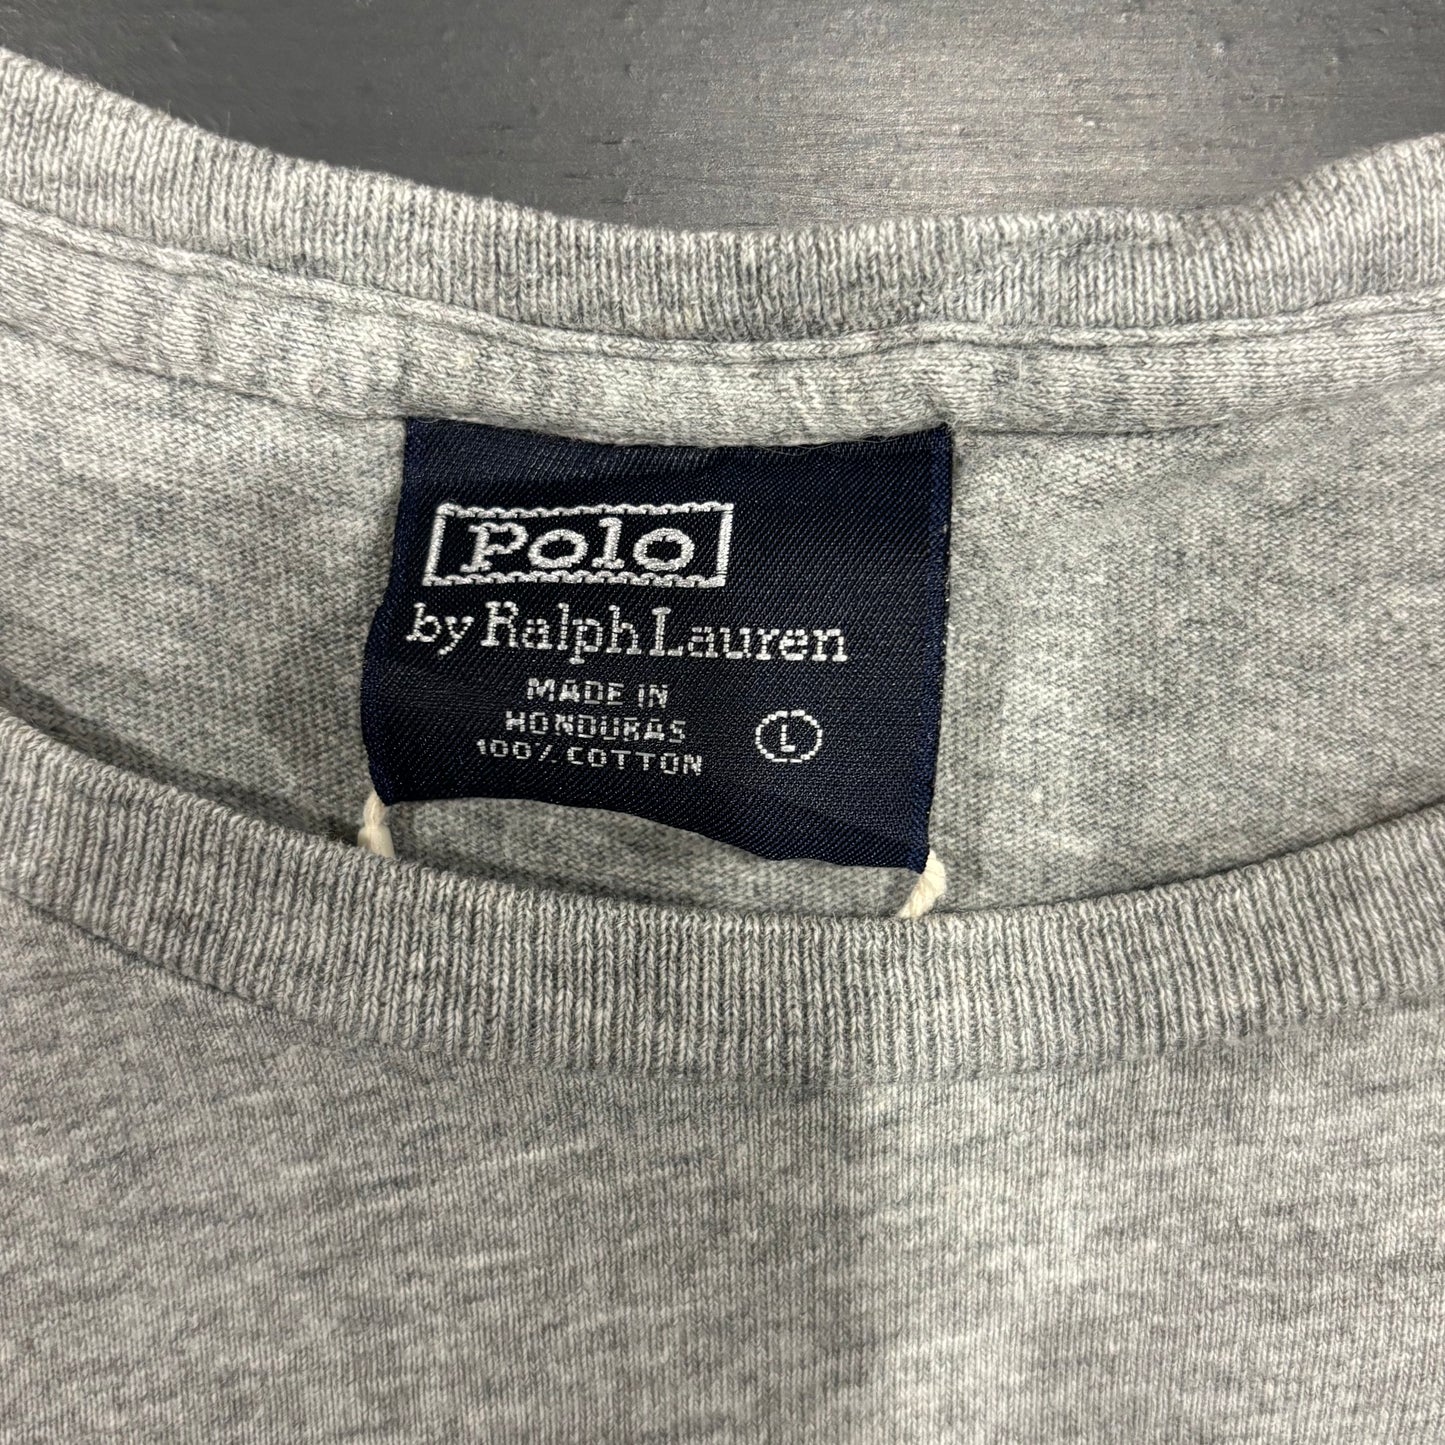 Polo
by Ralph Lauren
MADE IN
HONDURAS
100% COTTON
L